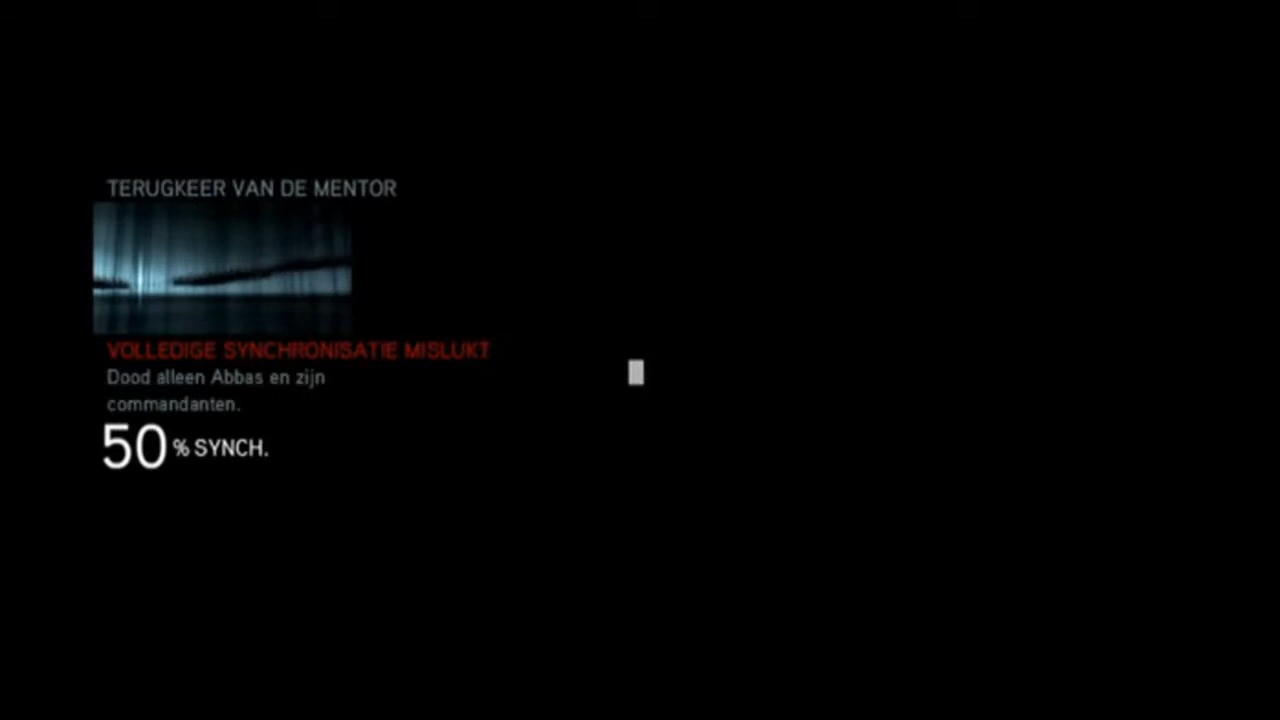 TERUGKEER VAN DE MENTOR
VOLLEDIGE SYNCHRONISATIE MISLUKT
Dood alleen Abbas en zijn
commandanten.
50 % SYNCH.